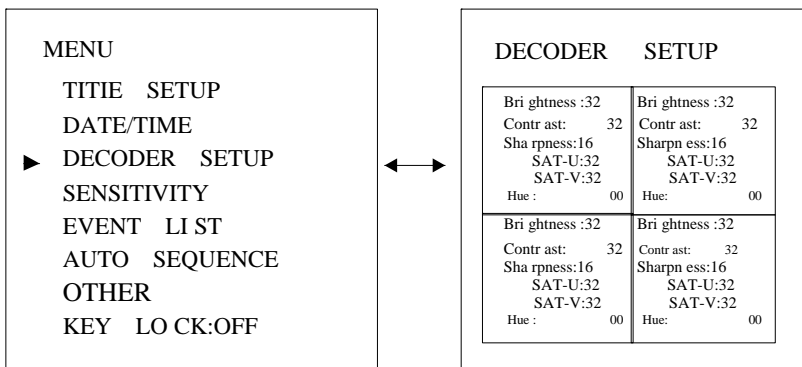 MENU
TITIE SETUP
DATE/TIME
DECODER SETUP
SENSITIVITY
EVENT LI ST
AUTO SEQUENCE
OTHER
KEY LO CK:OFF
DECODER SETUP
Bri ghtness :32
Contr ast: 32
Sha rpness:16
SAT-U:32
SAT-V:32
Hue : 00
Bri ghtness :32
Contr ast: 32
Sharpn ess:16
SAT-U:32
SAT-V:32
Hue: 00
Bri ghtness :32
Contr ast: 32
Sha rpness:16
SAT-U:32
SAT-V:32
Hue : 00
Bri ghtness :32
Contr ast: 32
Sharpn ess:16
SAT-U:32
SAT-V:32
Hue: 00